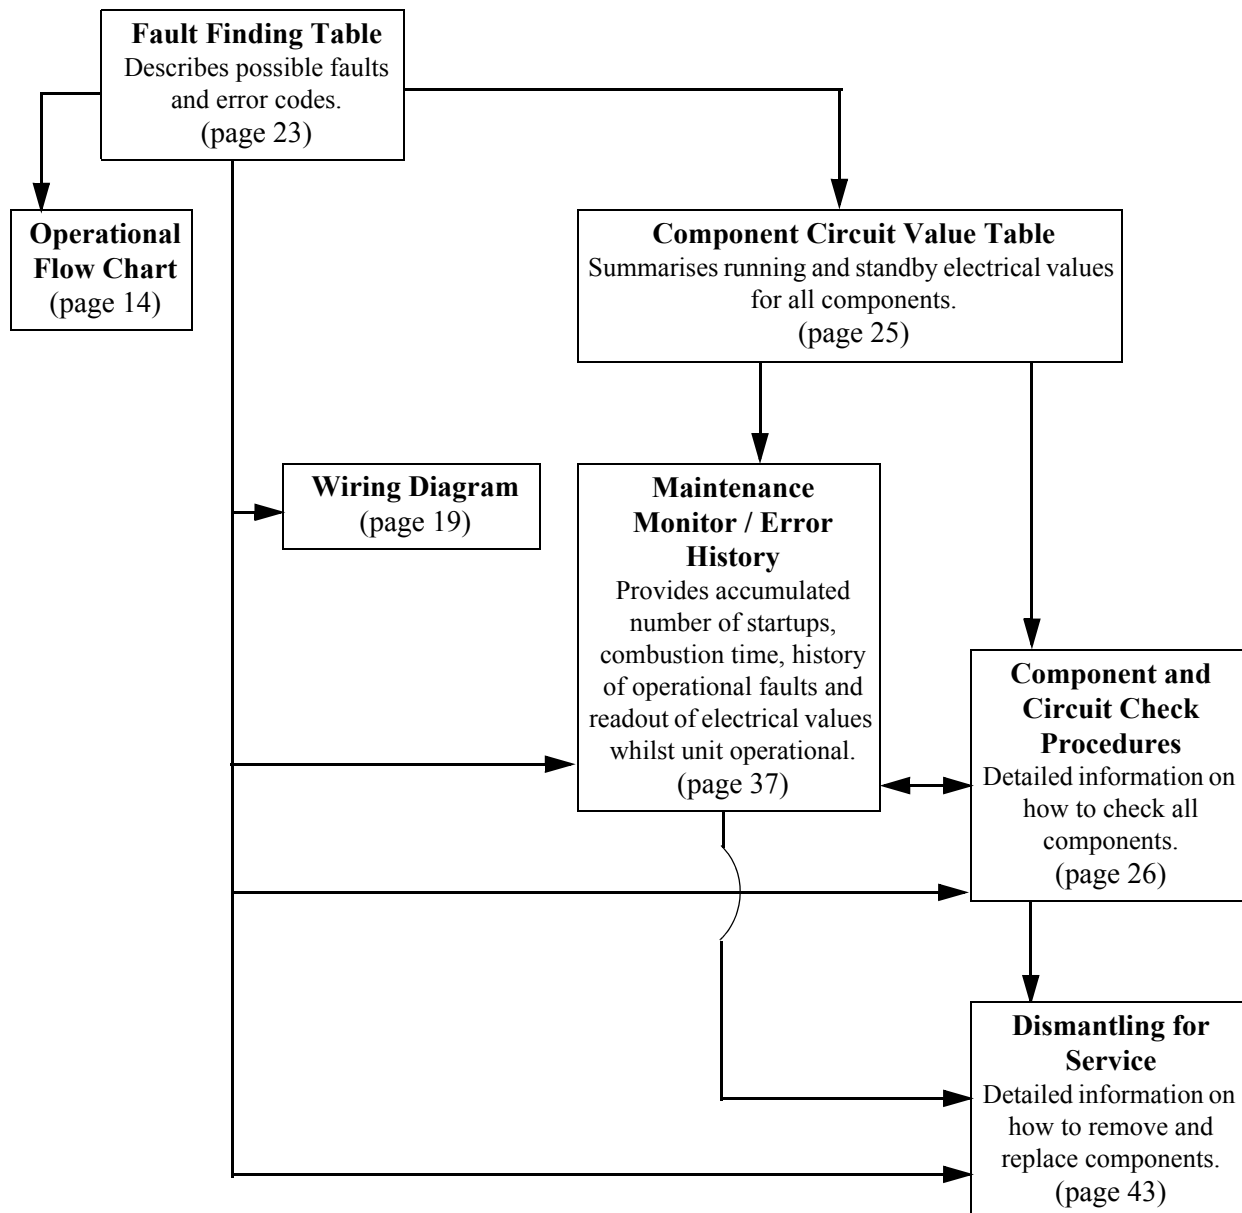 Fault Finding Table
Describes possible faults
and error codes.
(page 23)
Operational
Flow Chart
(page 14)
Component Circuit Value Table
Summarises running and standby electrical values
for all components.
(page 25)
Wiring Diagram
(page 19)
Maintenance
Monitor / Error
History
Provides accumulated
number of startups,
combustion time, history
of operational faults and
readout of electrical values
whilst unit operational.
(page 37)
Component and
Circuit Check
Procedures
Detailed information on
how to check all
components.
(page 26)
Dismantling for
Service
Detailed information on
how to remove and
replace components.
(page 43)